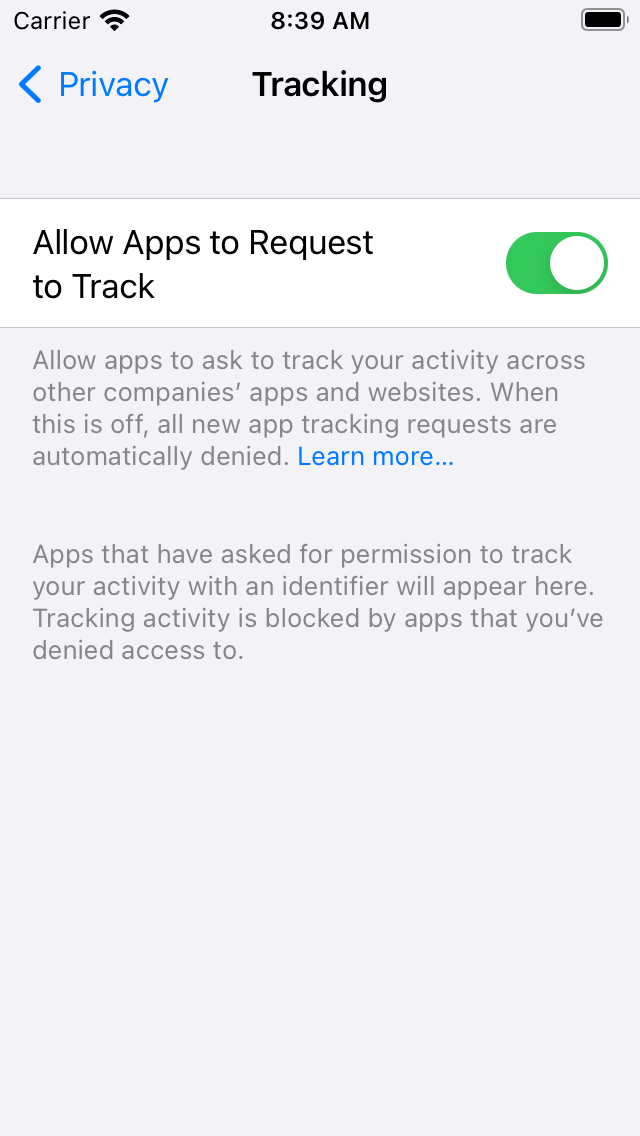 Carrier 8:39 AM
Privacy Tracking
Allow Apps to Request
to Track
Allow apps to ask to track your activity across
other companies’ apps and websites. When
this is off, all new app tracking requests are
automatically denied. Learn more...
Apps that have asked for permission to track
your activity with an identifier will appear here.
Tracking activity is blocked by apps that you’ve
denied access to.